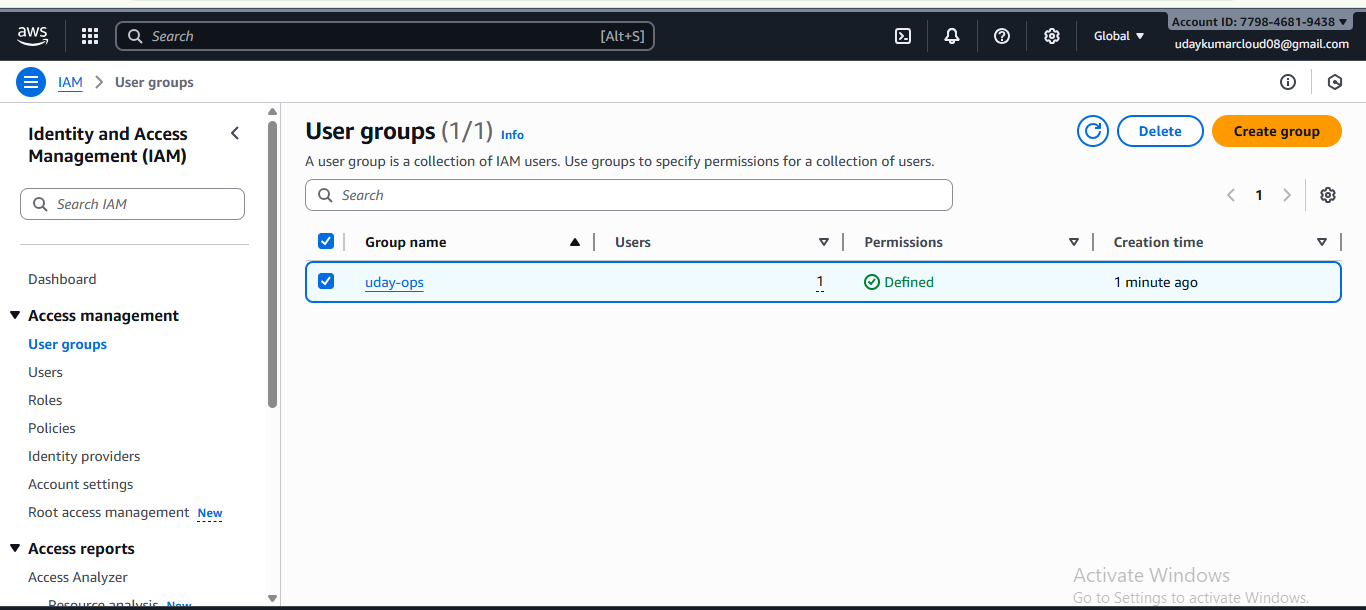 aws
Search [Alt+S]
Global
Account ID: 7798-4681-9438
udaykumarcloud08@gmail.com
IAM
User groups
Identity and Access
Management (IAM)
Search IAM
Dashboard
Access management
User groups
Users
Roles
Policies
Identity providers
Account settings
Root access management New
Access reports
Access Analyzer
Resource analysis New
User groups (1/1) Info
Delete
Create group
A user group is a collection of IAM users. Use groups to specify permissions for a collection of users.
Search
1
Group name Users Permissions Creation time
uday-ops 1 Defined 1 minute ago
Activate Windows
Go to Settings to activate Windows.